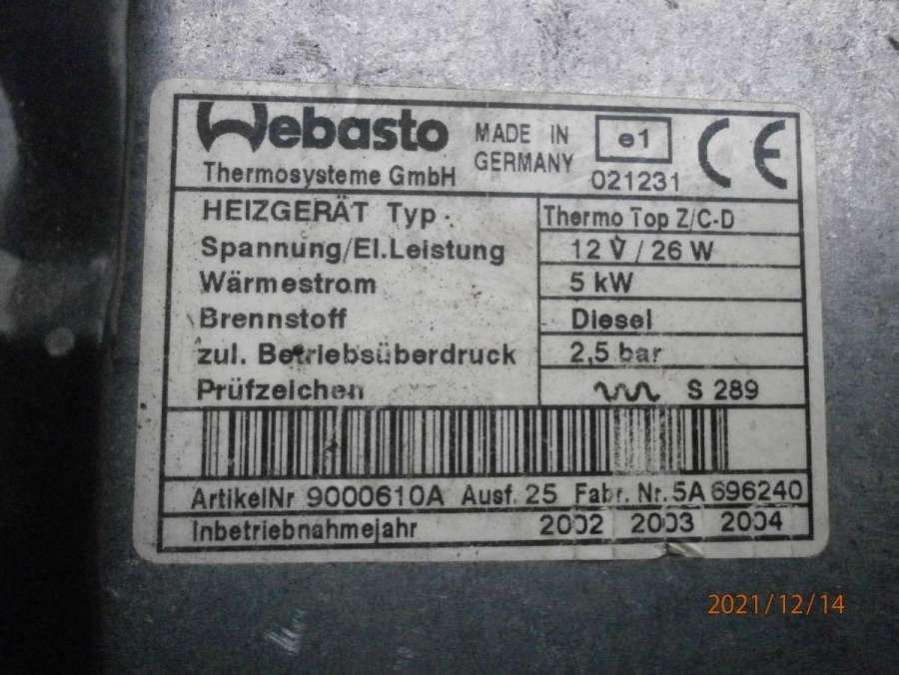 Webasto
Thermosysteme GmbH
MADE IN
GERMANY
e1
021231
CE
HEIZGERÄT Typ. Thermo Top Z/C-D
Spannung/El.Leistung 12 V / 26 W
Wärmestrom 5 kW
Brennstoff Diesel
zul. Betriebsüberdruck 2,5 bar
Prüfzeichen S 289
ArtikelNr 9000610A Ausf. 25 Fabr. Nr. 5A 696240
Inbetriebnahmejahr 2002 2003 2004
2021/12/14